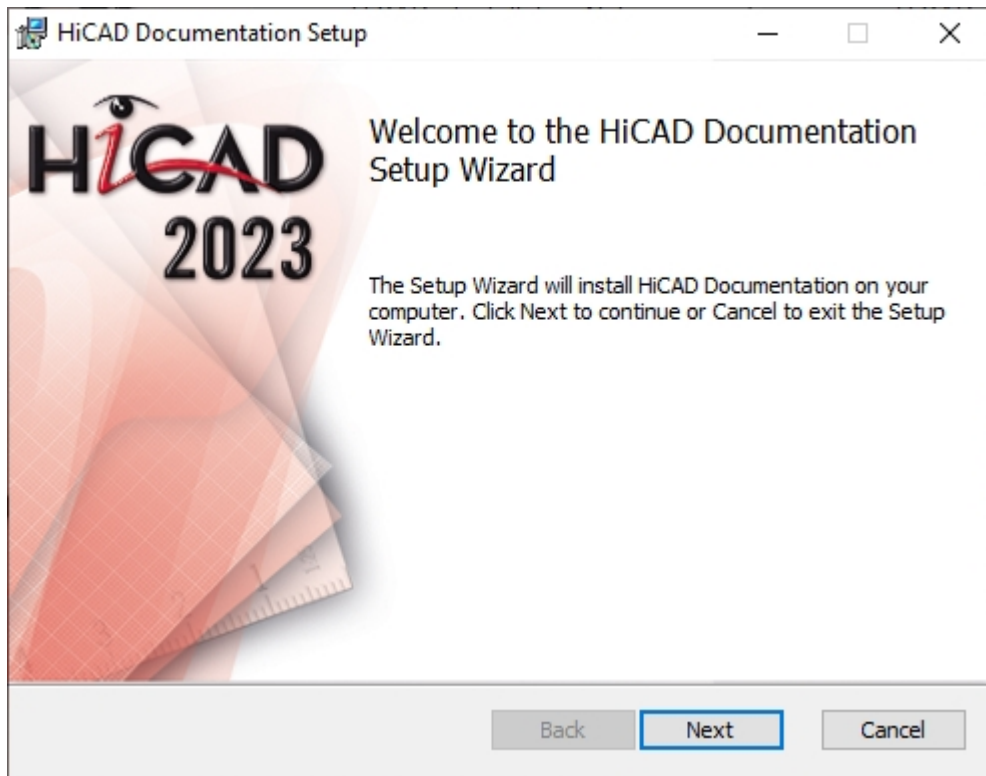 HiCAD Documentation Setup
HiCAD
2023
Welcome to the HiCAD Documentation
Setup Wizard
The Setup Wizard will install HiCAD Documentation on your
computer. Click Next to continue or Cancel to exit the Setup
Wizard.
Back
Next
Cancel